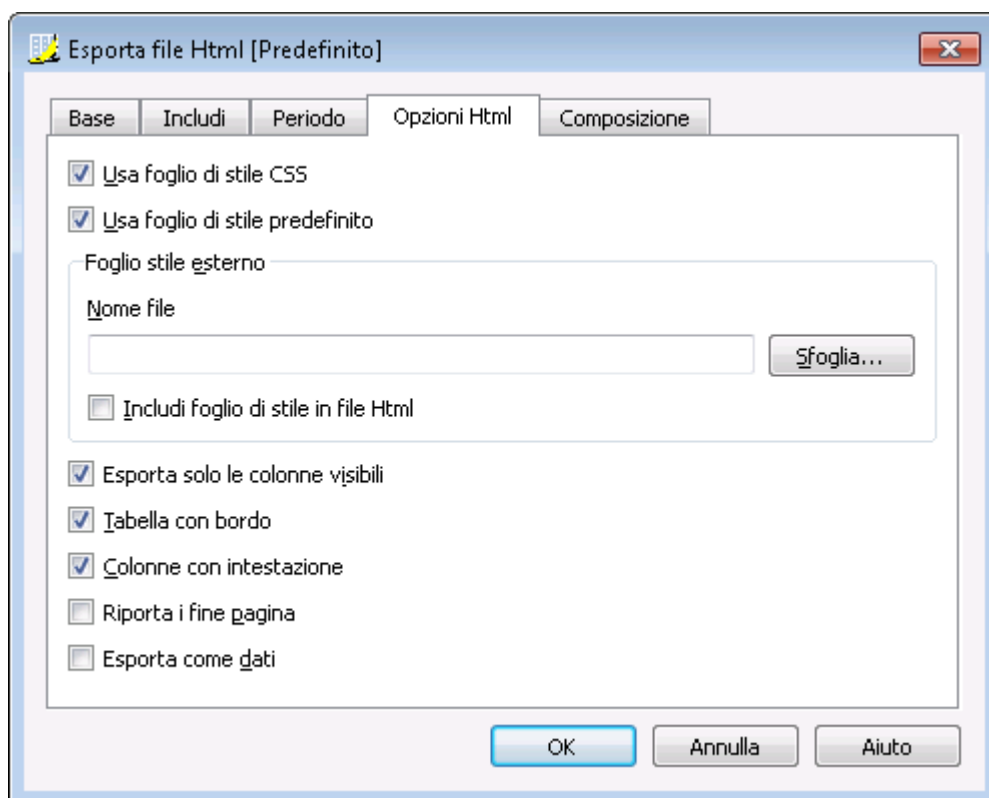 Esporta file Html [Predefinito]
Base Includi Periodo Opzioni Html Composizione
Usa foglio di stile CSS
Usa foglio di stile predefinito
Foglio stile esterno
Nome file
Sfoglia...
Includi foglio di stile in file Html
Esporta solo le colonne visibili
Tabella con bordo
Colonne con intestazione
Riporta i fine pagina
Esporta come dati
OK Annulla Aiuto